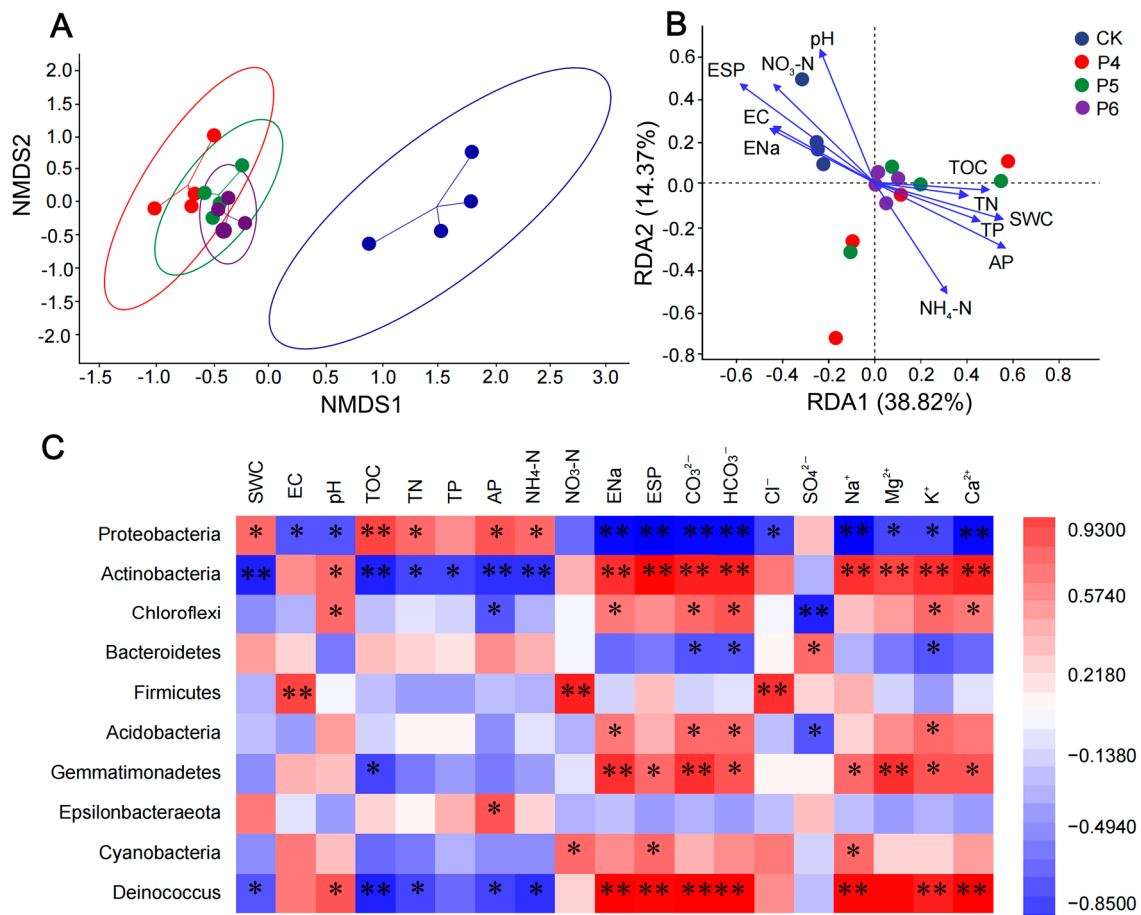 A
NMDS2
2.0
1.5
1.0
0.5
0.0
-0.5
-1.0
-1.5
-2.0
-1.5 -1.0 -0.5 0.0 0.5 1.0 1.5 2.0 2.5 3.0
NMDS1
B
RDA2 (14.37%)
0.6
0.4
0.2
0.0
-0.2
-0.4
-0.6
-0.8
-0.6 -0.4 -0.2 0.0 0.2 0.4 0.6 0.8
RDA1 (38.82%)
pH
NO₃-N
ESP
EC
ENa
TOC
TN
SWC
TP
AP
NH₄-N
CK
P4
P5
P6
C
SWC EC pH TOC TN TP AP NH4-N NO3-N ENa ESP CO₃²⁻ HCO₃⁻ Cl⁻ SO₄²⁻ Na⁺ Mg²⁺ K⁺ Ca²⁺
Proteobacteria * * * ** * * * ** ** ** ** * ** * * **
Actinobacteria ** * ** * * ** ** ** ** ** ** ** ** ** **
Chloroflexi * * * * * ** * *
Bacteroidetes * * * *
Firmicutes ** ** **
Acidobacteria * * * * *
Gemmatimonadetes * ** * ** * * ** * *
Epsilonbacteraeota *
Cyanobacteria * * *
Deinococcus * * ** * * * ** ** ** ** ** ** **
0.9300
0.5740
0.2180
−0.1380
−0.4940
−0.8500